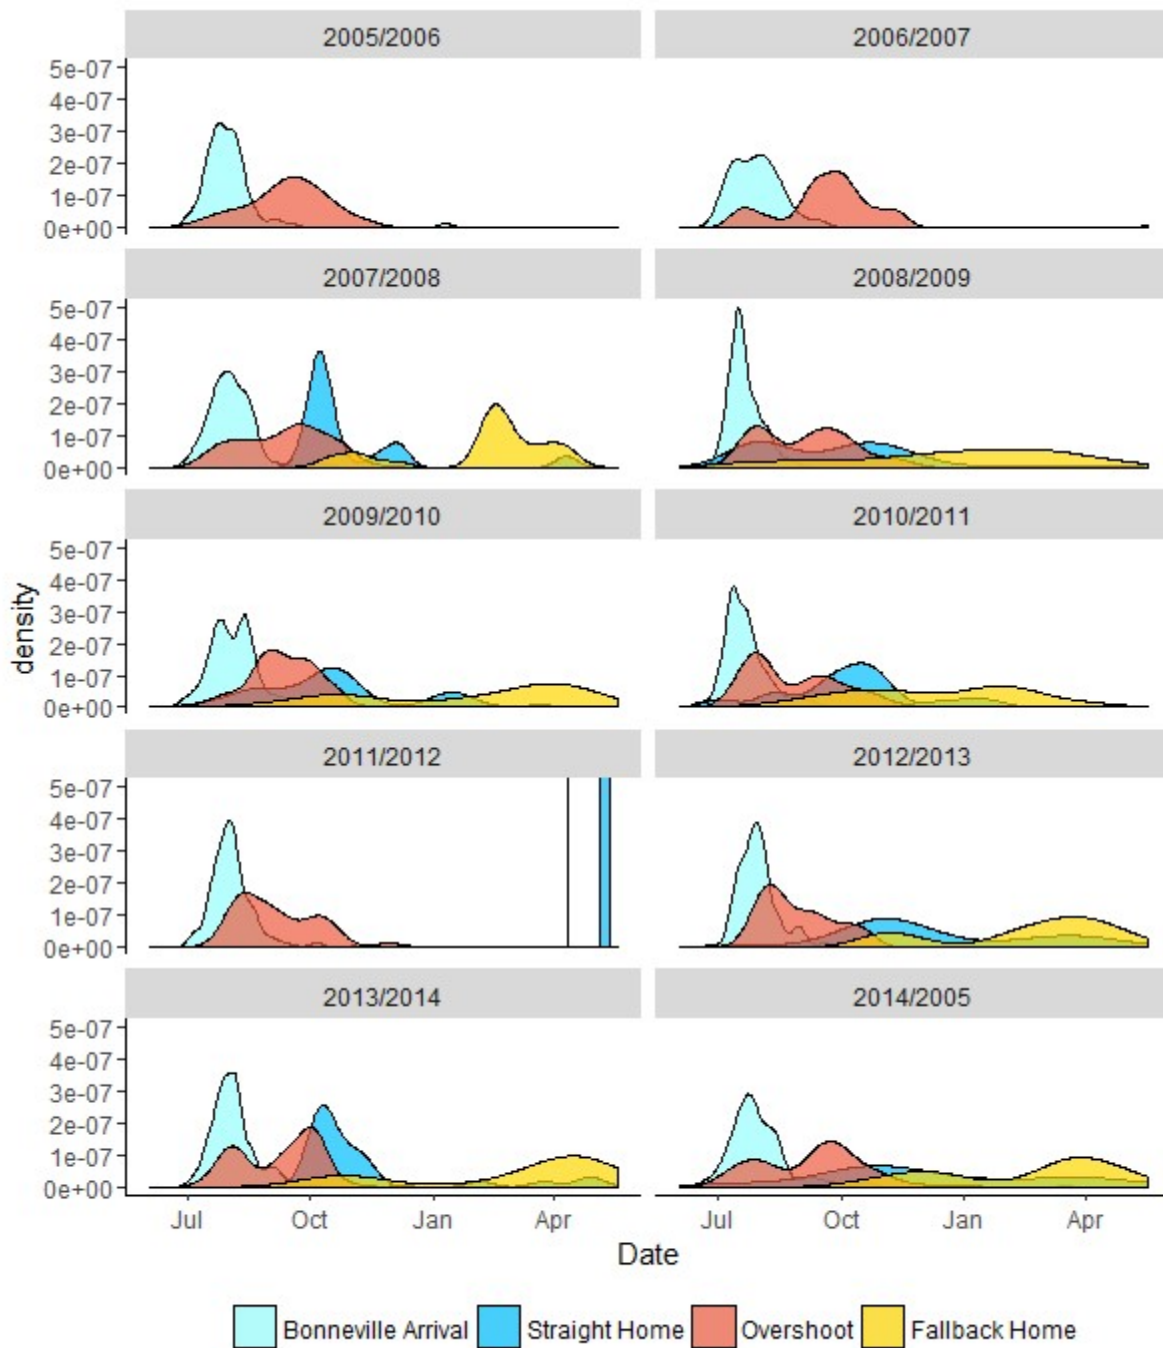 2005/2006 2006/2007
5e-07
4e-07
3e-07
2e-07
1e-07
0e+00
2007/2008 2008/2009
5e-07
4e-07
3e-07
2e-07
1e-07
0e+00
2009/2010 2010/2011
5e-07
4e-07
3e-07
2e-07
1e-07
0e+00
density
2011/2012 2012/2013
5e-07
4e-07
3e-07
2e-07
1e-07
0e+00
2013/2014 2014/2005
5e-07
4e-07
3e-07
2e-07
1e-07
0e+00
Jul Oct Jan Apr Jul Oct Jan Apr
Date
Bonneville Arrival Straight Home Overshoot Fallback Home